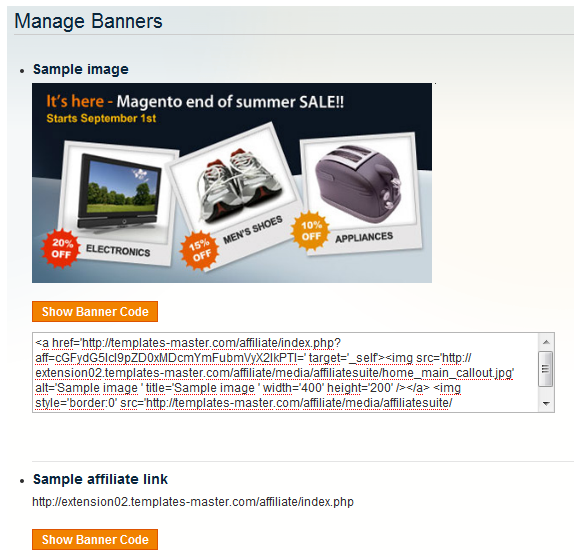 Manage Banners
Sample image
It's here - Magento end of summer SALE!!
Starts September 1st
20% OFF
ELECTRONICS
15% OFF
MEN'S SHOES
10% OFF
APPLIANCES
Show Banner Code
<a href='http://templates-master.com/affiliate/index.php?
aff=cGFydG5lcl9pZD0xMDcmYmFubmVyX2lkPTI=' target='_self'><img src='http://
extension02.templates-master.com/affiliate/media/affiliatesuite/home_main_callout.jpg'
alt='Sample image ' title='Sample image ' width='400' height='200' /></a> <img
style='border:0' src='http://templates-master.com/affiliate/media/affiliatesuite/
Sample affiliate link
http://extension02.templates-master.com/affiliate/index.php
Show Banner Code